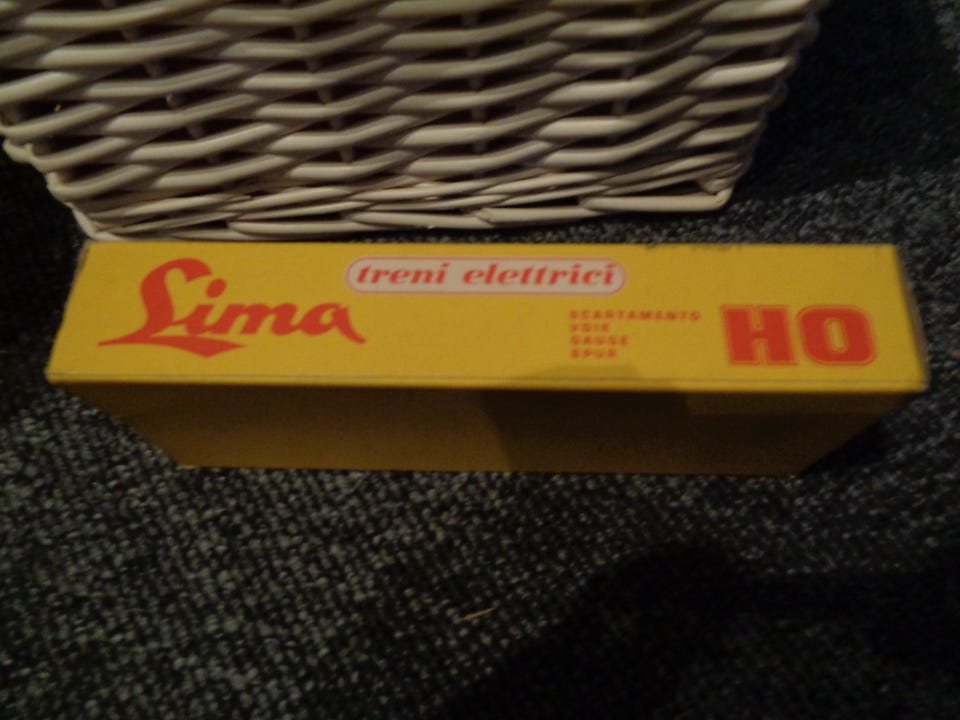 Lima
treni elettrici
SCARTAMENTO
VOIE
GAUGE
SPUR
HO